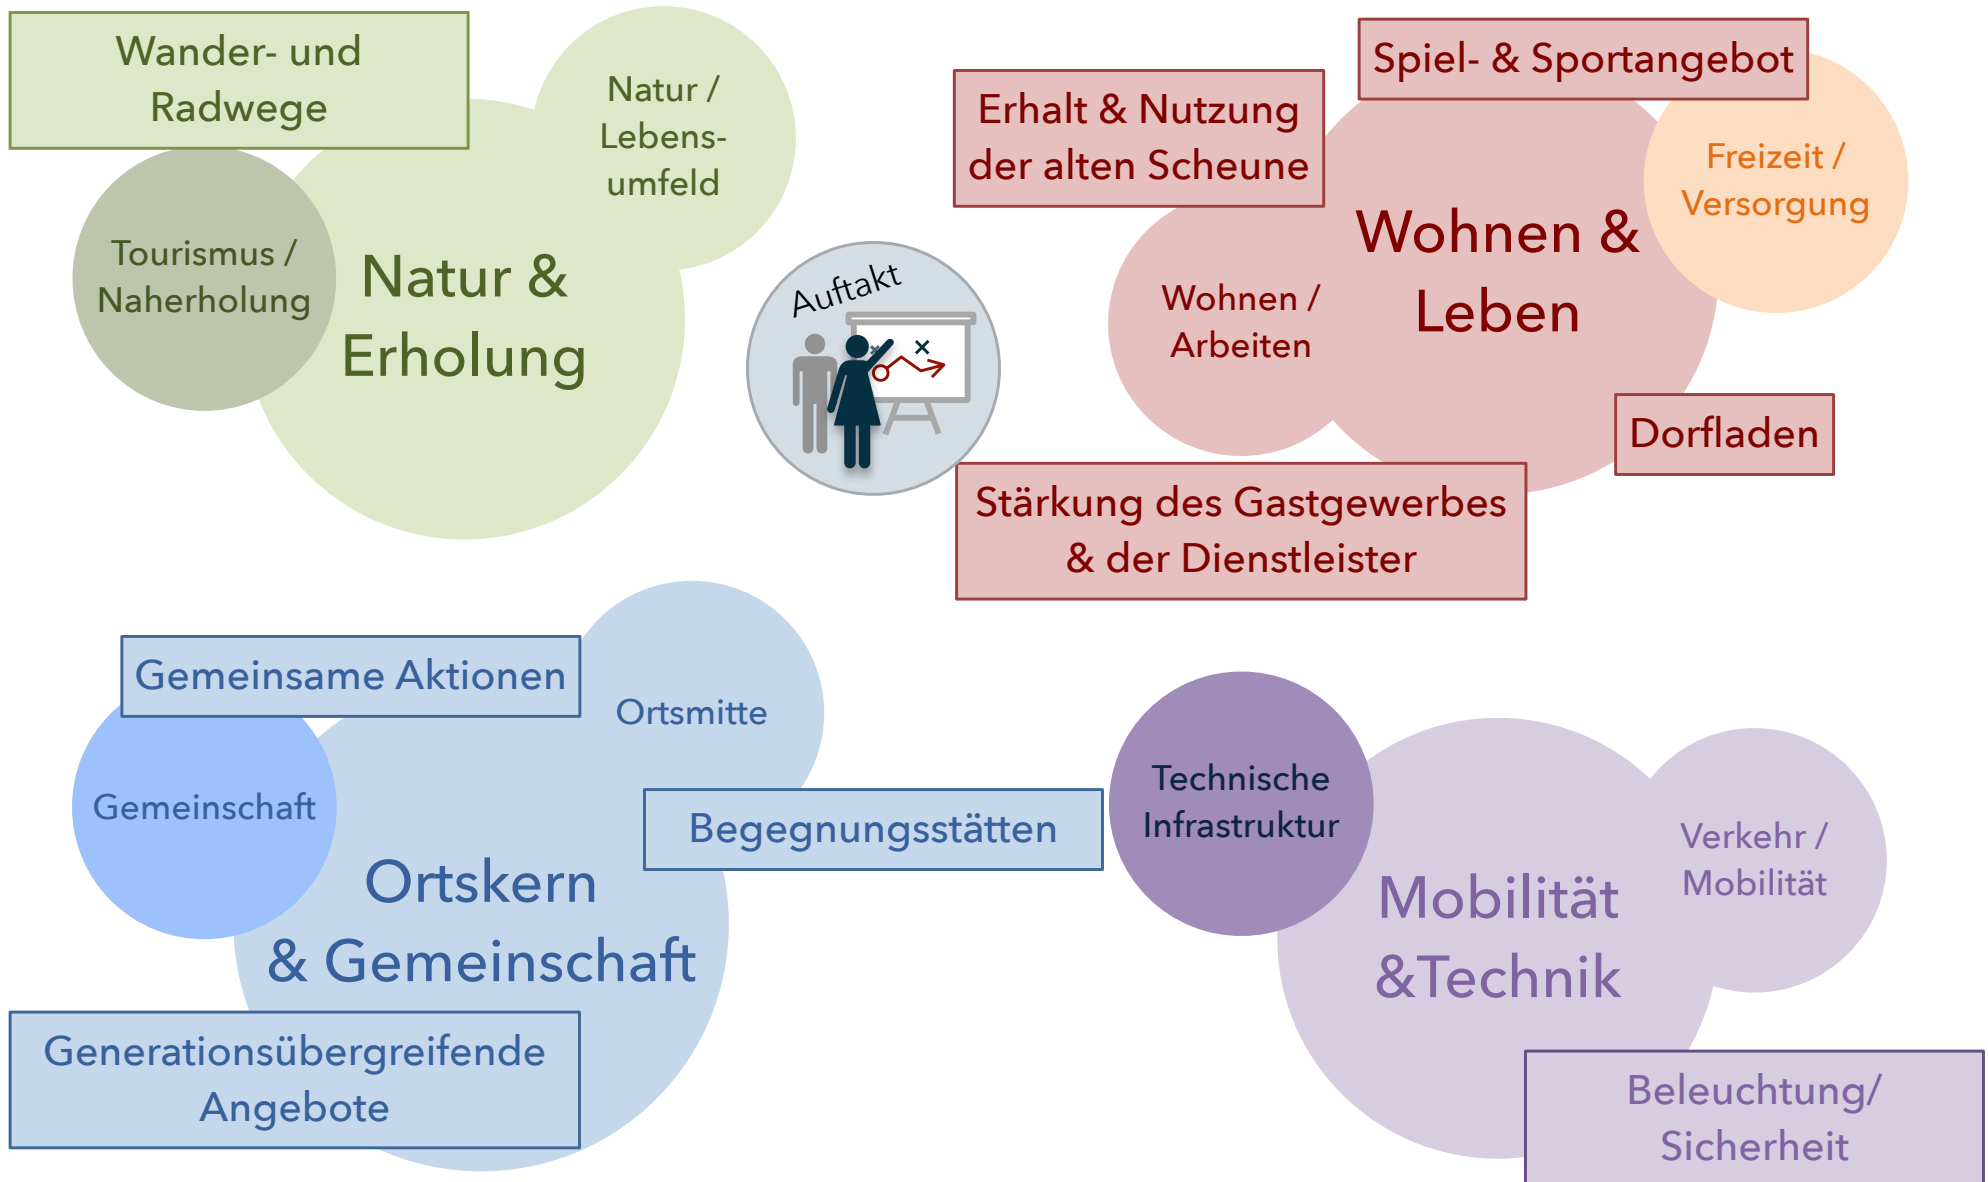 Wander- und
Radwege
Natur /
Lebens-
umfeld
Tourismus /
Naherholung
Natur &
Erholung
Auftakt
Spiel- & Sportangebot
Erhalt & Nutzung
der alten Scheune
Freizeit /
Versorgung
Wohnen &
Leben
Wohnen /
Arbeiten
Dorfladen
Stärkung des Gastgewerbes
& der Dienstleister
Gemeinsame Aktionen
Ortsmitte
Gemeinschaft
Begegnungsstätten
Ortskern
& Gemeinschaft
Generationsübergreifende
Angebote
Technische
Infrastruktur
Verkehr /
Mobilität
Mobilität
&Technik
Beleuchtung/
Sicherheit